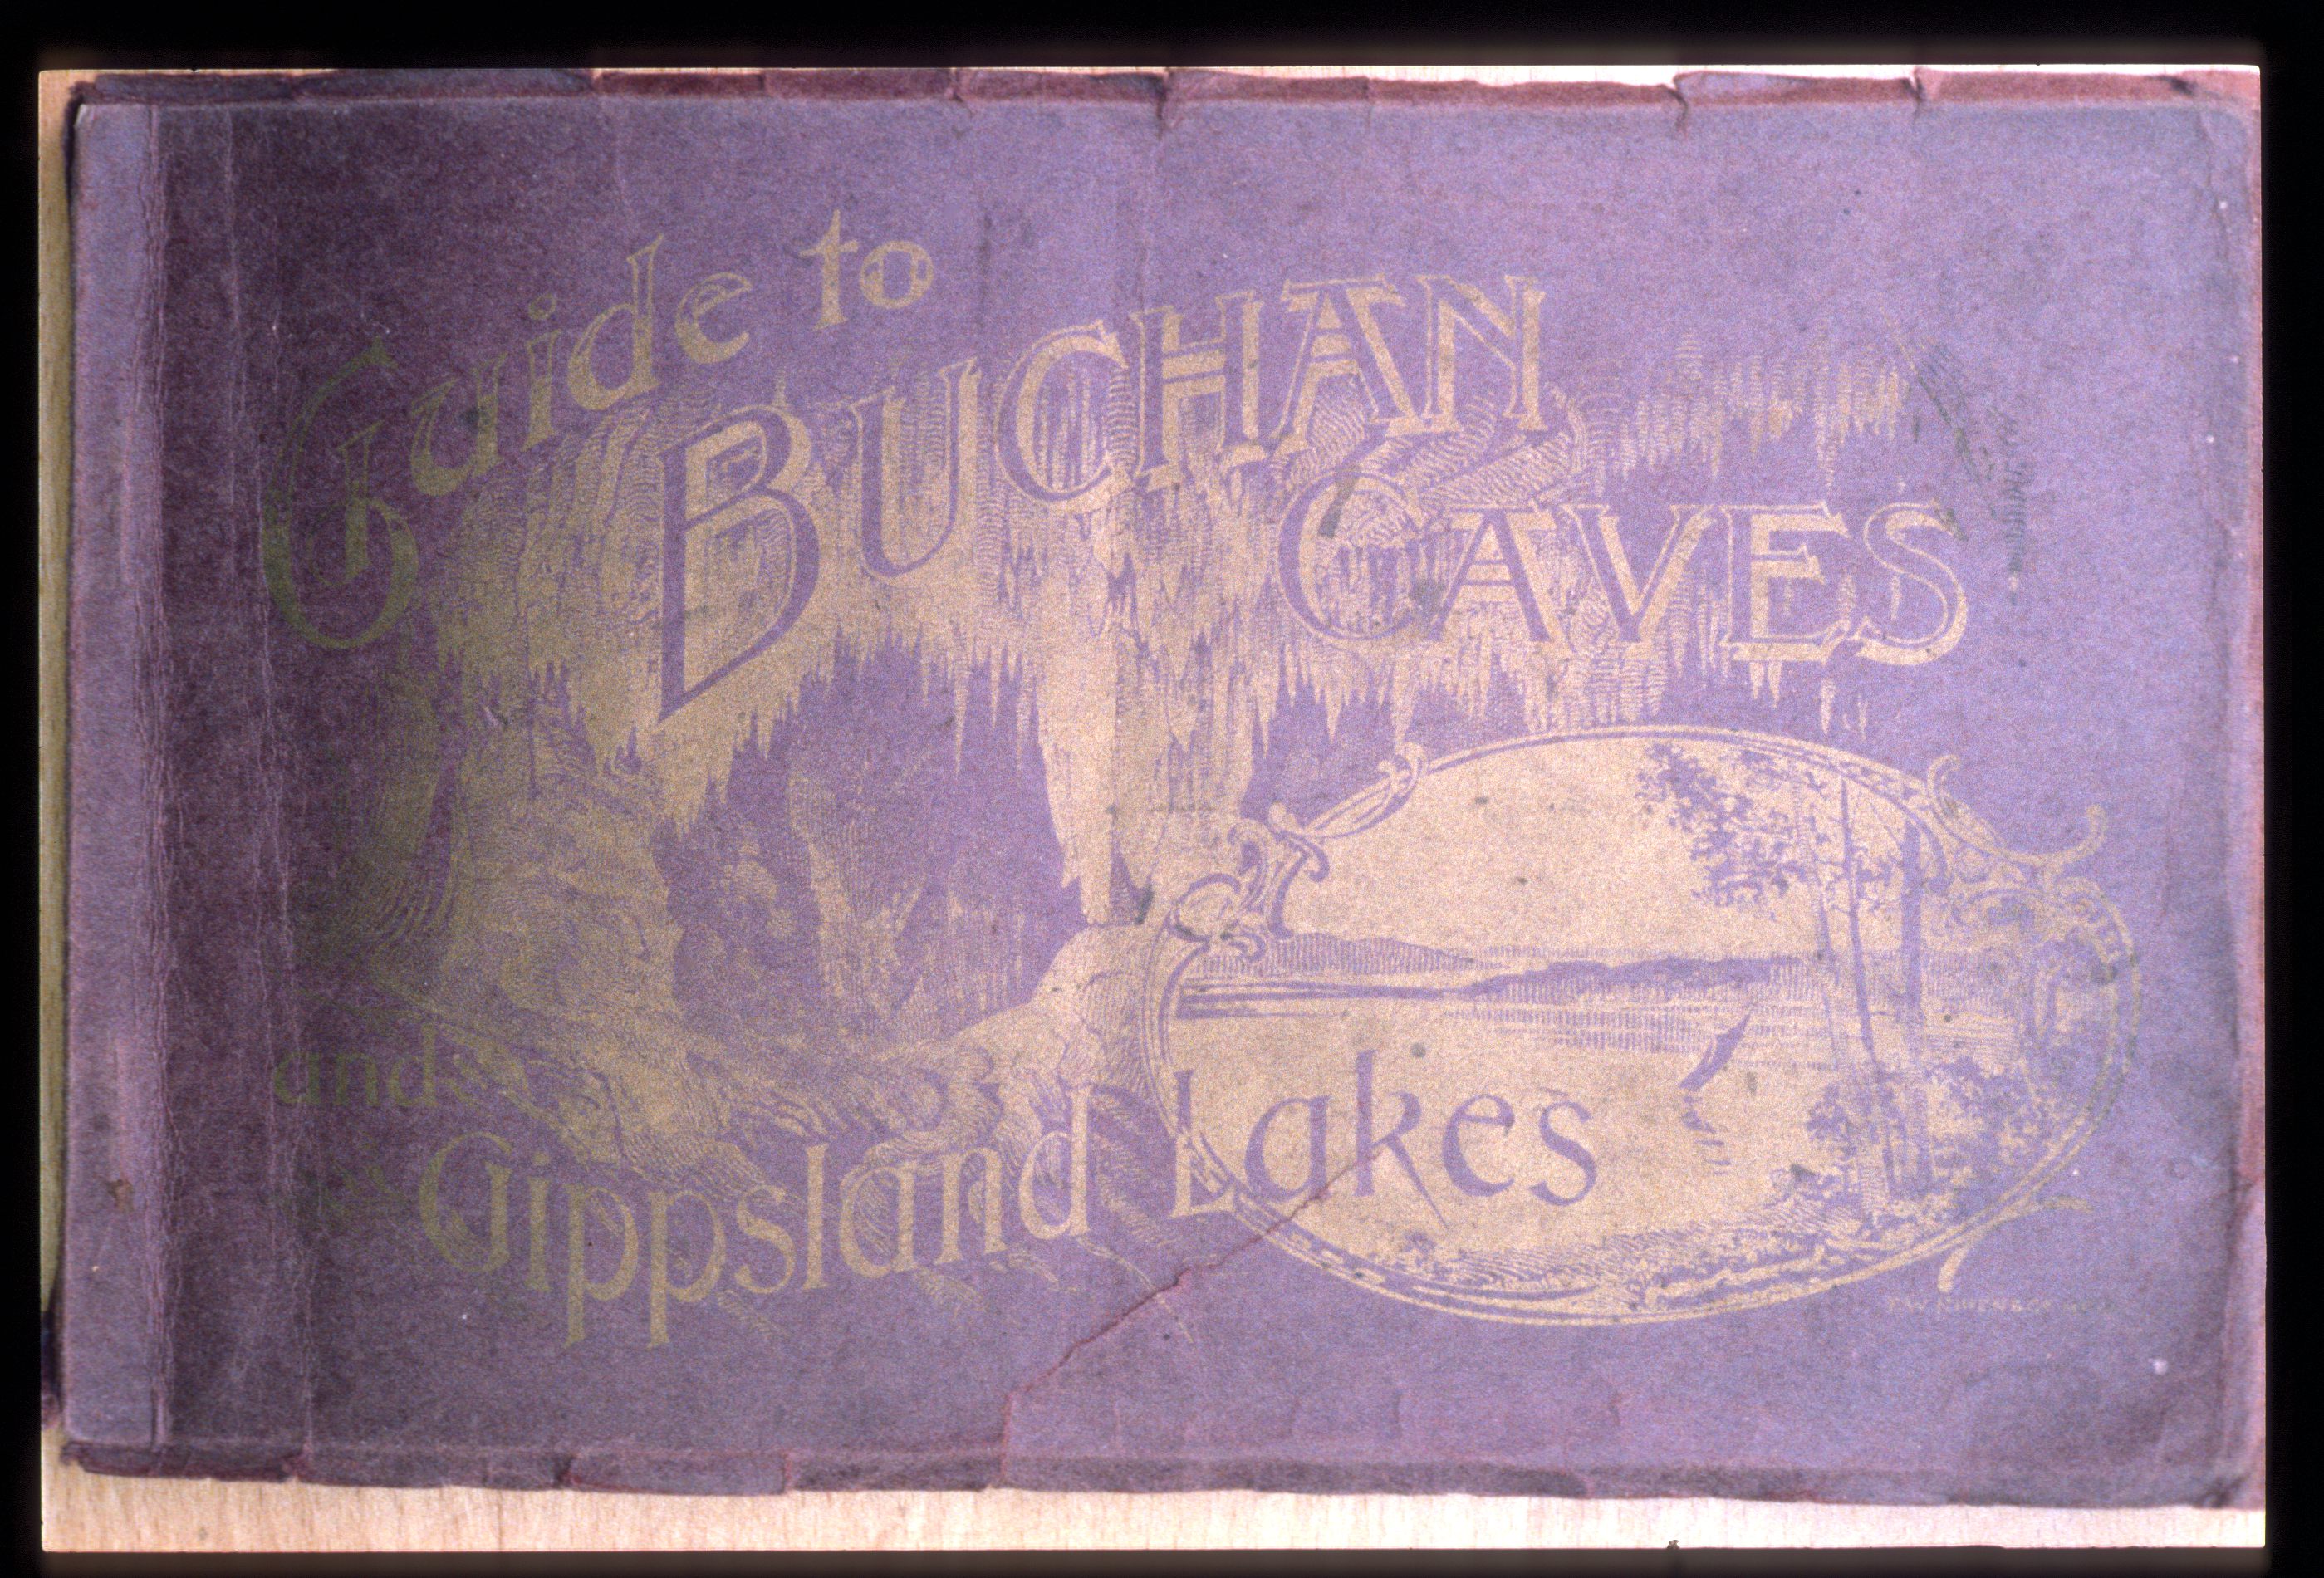 Guide to
BUCHAN
CAVES
and
Gippsland Lakes